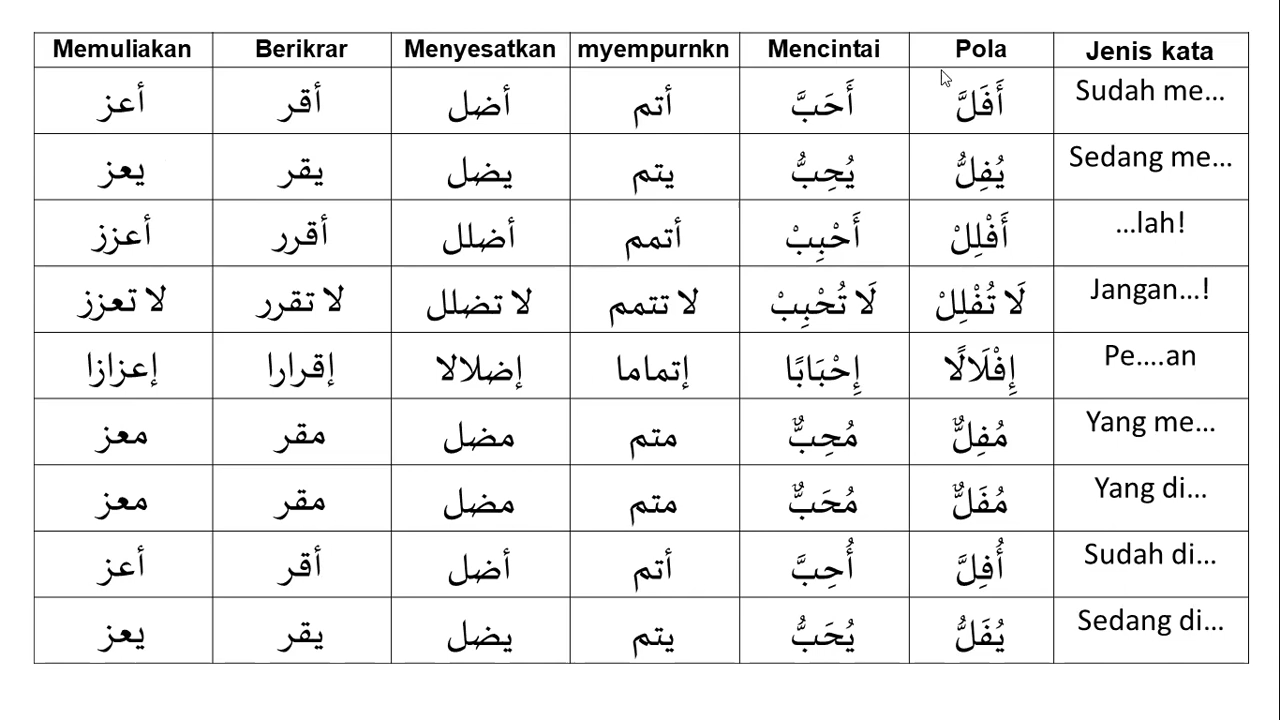 Memuliakan Berikrar Menyesatkan myempurnkn Mencintai Pola Jenis kata
أعز أقر أضل أتم أَحَبَّ أَفَلَّ Sudah me...
يعز يقر يضل يتم يُحِبُّ يُفِلُّ Sedang me...
أعزز أقرر أضلل أتمم أَحْبِبْ أَفْلِلْ ...lah!
لا تعزز لا تقرر لا تضلل لا تتمم لَا تُحْبِبْ لَا تُفْلِلْ Jangan...!
إعزازا إقرارا إضلالا إتماما إِحْبَابًا إِفْلَالًا Pe....an
معز مقر مضل متم مُحِبٌّ مُفِلٌّ Yang me...
معز مقر مضل متم مُحَبٌّ مُفَلٌّ Yang di...
أعز أقر أضل أتم أُحِبَّ أُفِلَّ Sudah di...
يعز يقر يضل يتم يُحَبُّ يُفَلُّ Sedang di...